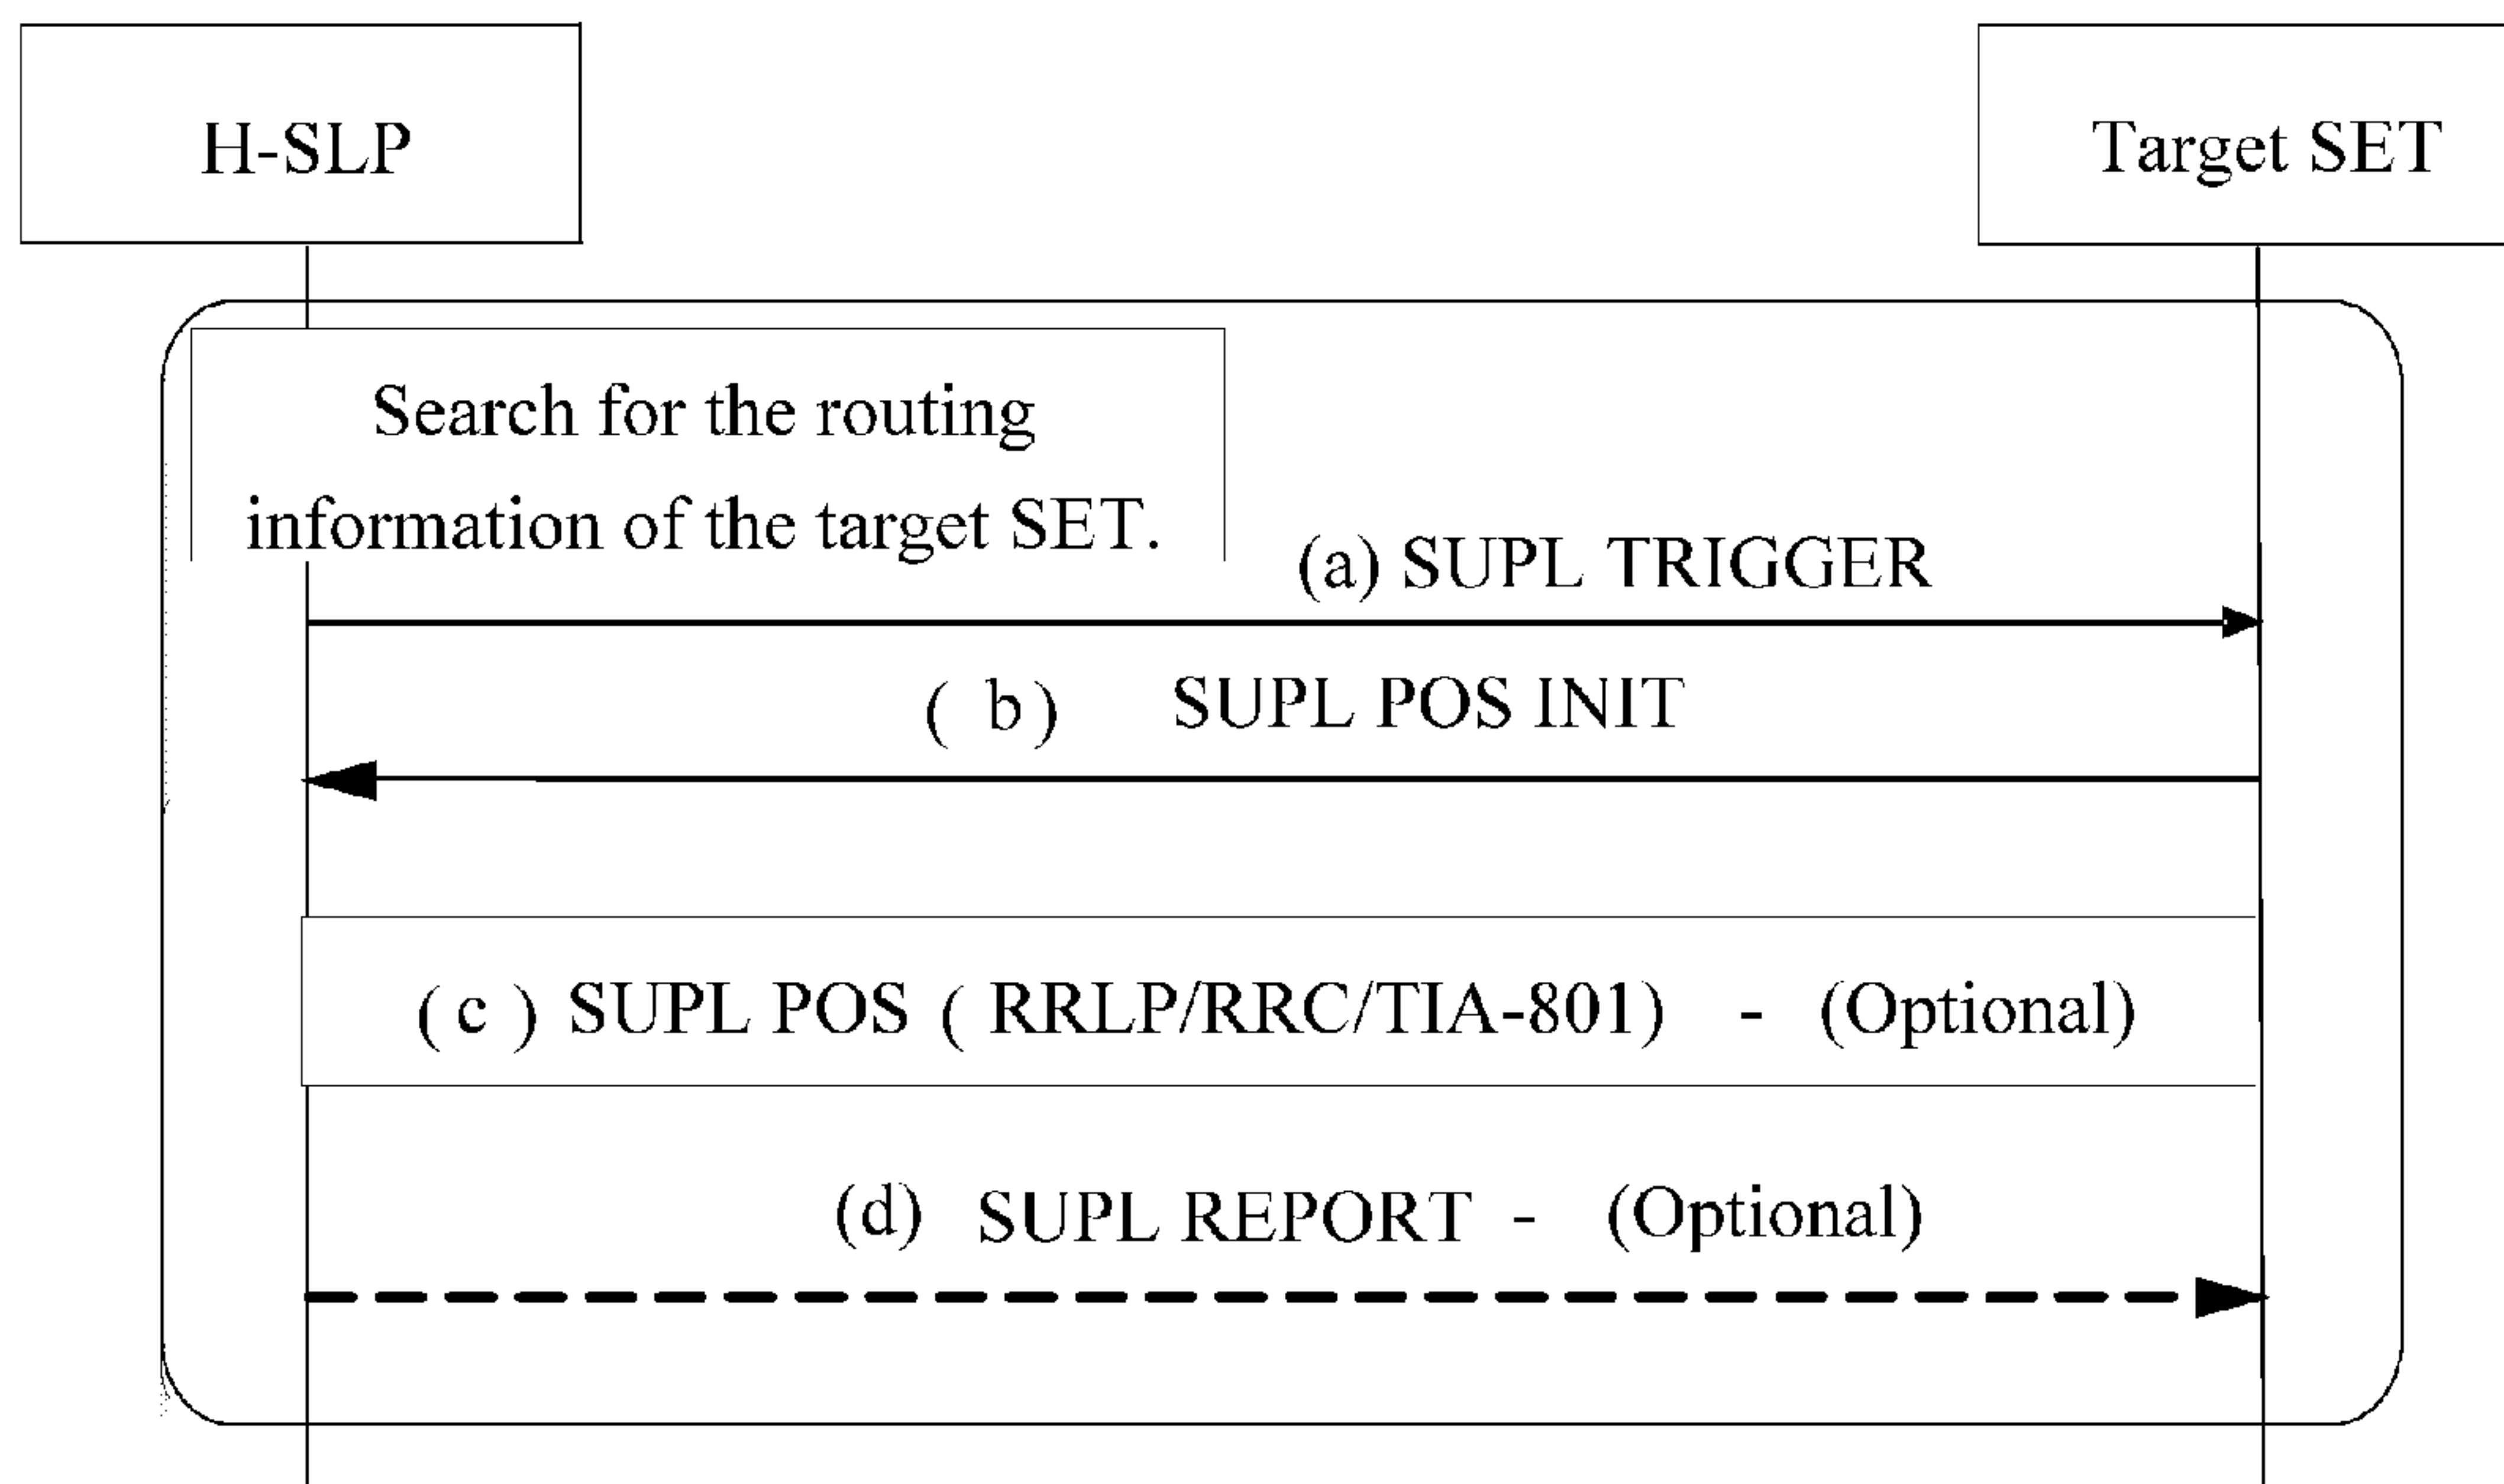 H-SLP
Target SET
Search for the routing
information of the target SET.
(a) SUPL TRIGGER
( b) SUPL POS INIT
( c ) SUPL POS ( RRLP/RRC/TIA-801) - (Optional)
(d) SUPL REPORT - (Optional)